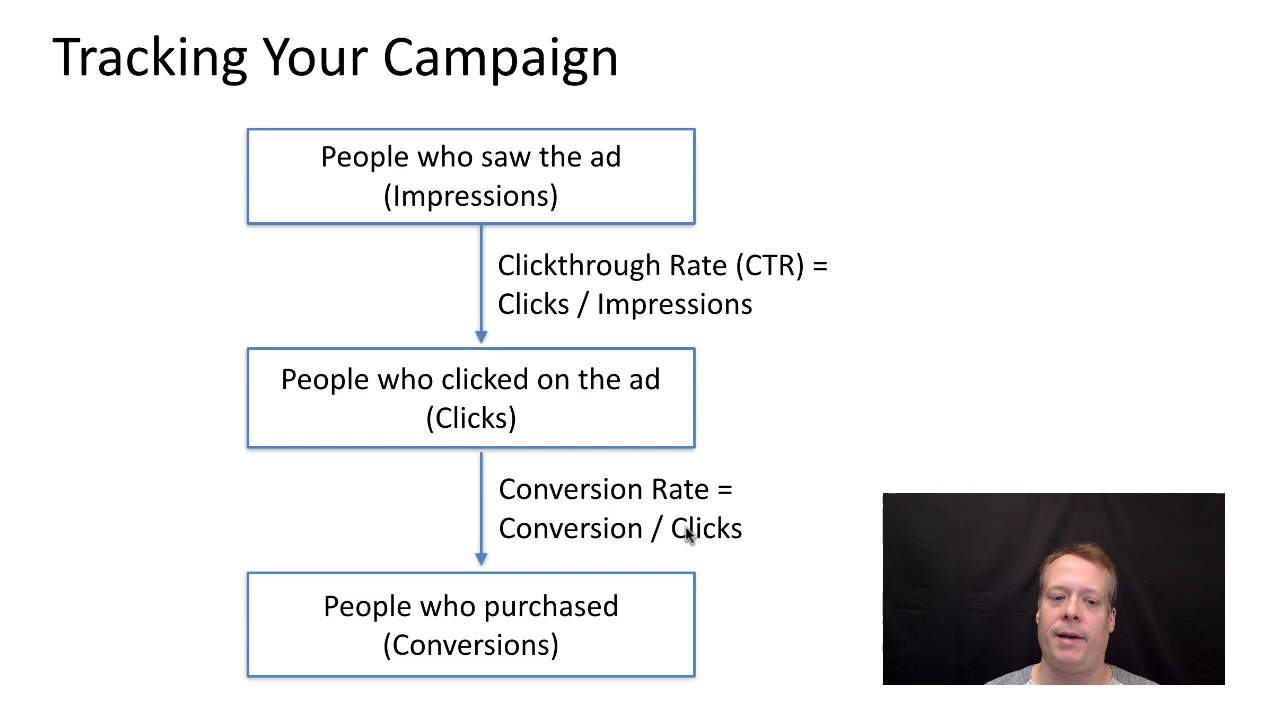 Tracking Your Campaign
People who saw the ad
(Impressions)
Clickthrough Rate (CTR) =
Clicks / Impressions
People who clicked on the ad
(Clicks)
Conversion Rate =
Conversion / Clicks
People who purchased
(Conversions)